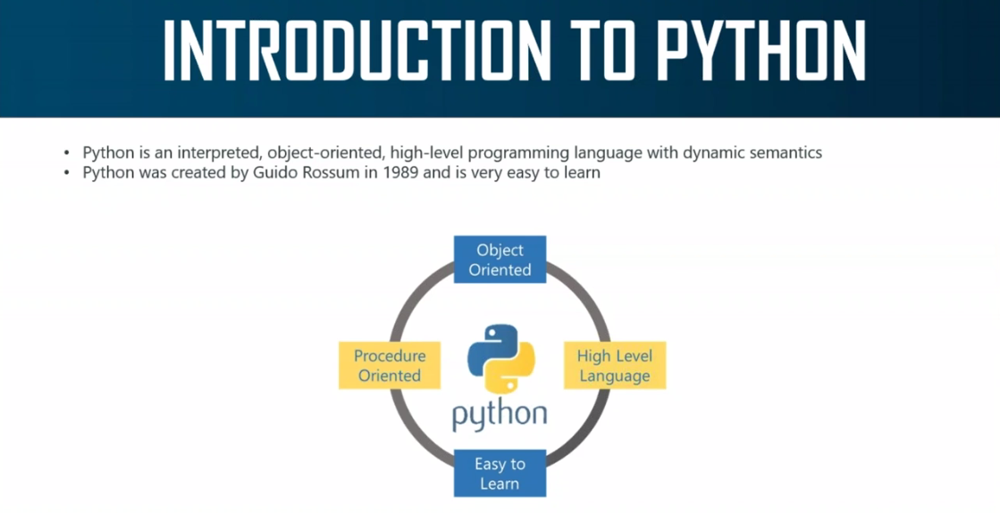 INTRODUCTION TO PYTHON
• Python is an interpreted, object-oriented, high-level programming language with dynamic semantics
• Python was created by Guido Rossum in 1989 and is very easy to learn
Object
Oriented
Procedure
Oriented
High Level
Language
python
Easy to
Learn